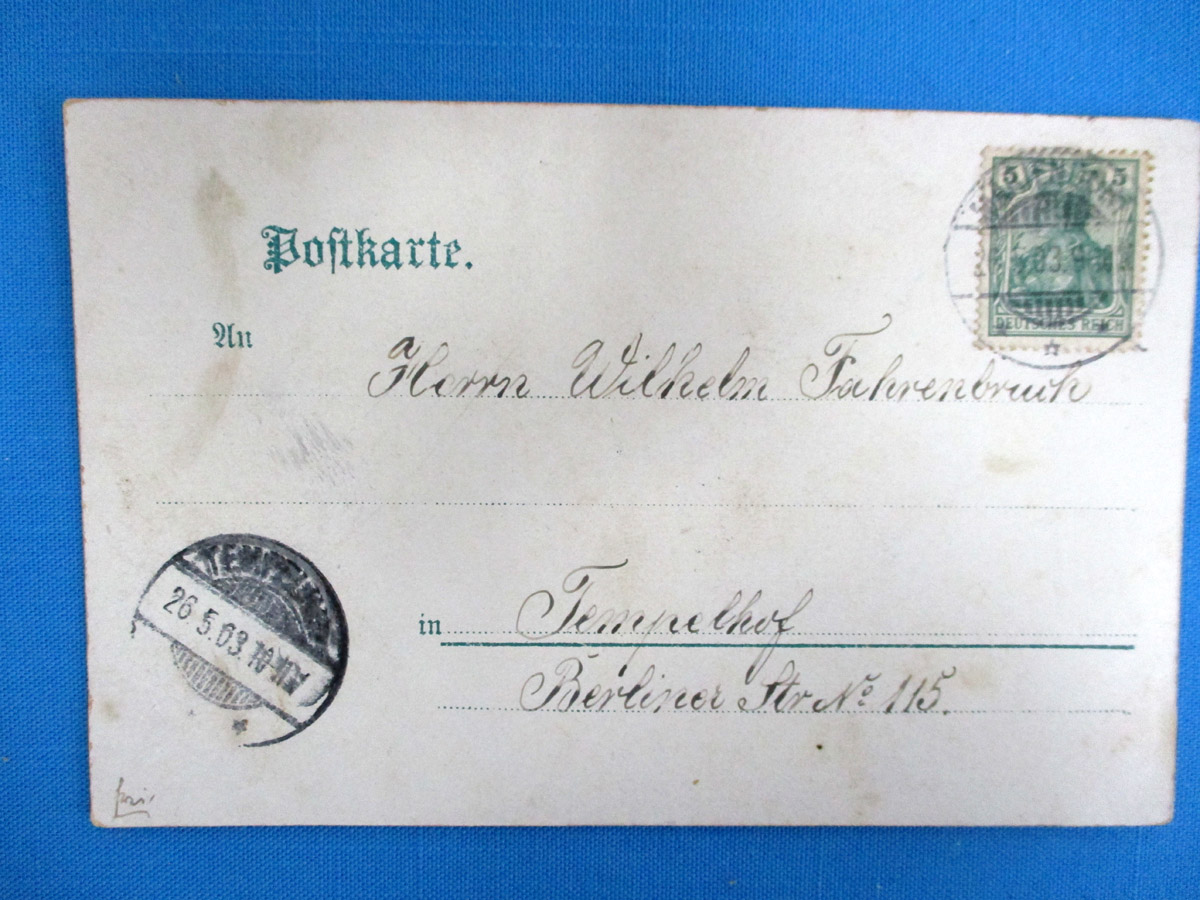 5 5
DEUTSCHES REICH
Postkarte.
An
Herrn Wilhelm Fahrenbruch
in Tempelhof
Berliner Str No 115.
26.5.03.